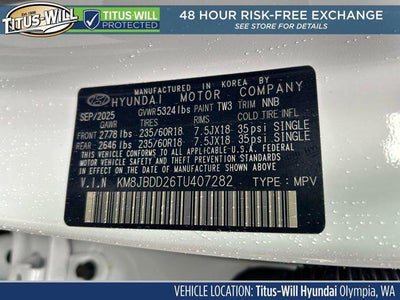 EST. 1938
TITUS-WILL
TITUS-WILL
PROTECTED
48 HOUR RISK-FREE EXCHANGE
SEE STORE FOR DETAILS
MANUFACTURED IN KOREA BY
HYUNDAI MOTOR COMPANY
SEP/2025 GVWR 5324 lbs PAINT TW3 TRIM NNB
GAWR TIRES RIMS COLD TIRE INFLATION
FRONT 2778 lbs 235/60R18 7.5JX18 35psi SINGLE
REAR 2646 lbs 235/60R18 7.5JX18 35psi SINGLE
THIS VEHICLE CONFORMS TO ALL APPLICABLE U.S.A. FEDERAL
MOTOR VEHICLE SAFETY, BUMPER, AND THEFT PREVENTION
STANDARDS IN EFFECT ON THE DATE OF MANUFACTURE SHOWN ABOVE.
V.I.N KM8JBDD26TU407282 TYPE: MPV
VEHICLE LOCATION: Titus-Will Hyundai Olympia, WA